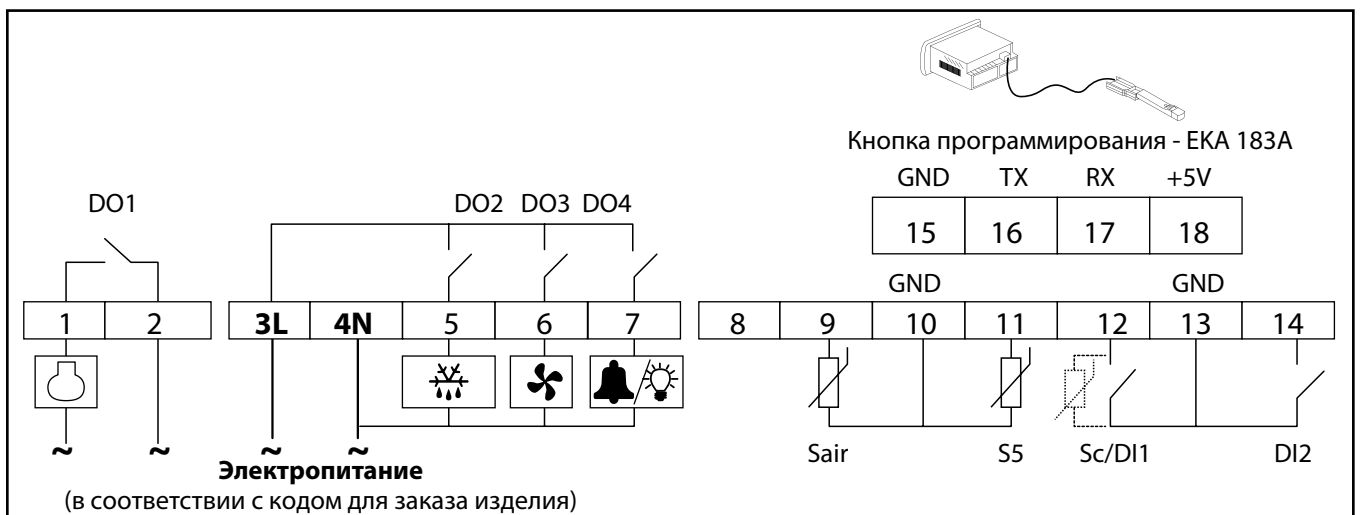 Кнопка программирования - EKA 183A
GND TX RX +5V
15 16 17 18
DO1 DO2 DO3 DO4
GND GND
1 2 3L 4N 5 6 7 8 9 10 11 12 13 14
~ ~ ~ ~
Sair S5 Sc/DI1 DI2
Электропитание
(в соответствии с кодом для заказа изделия)